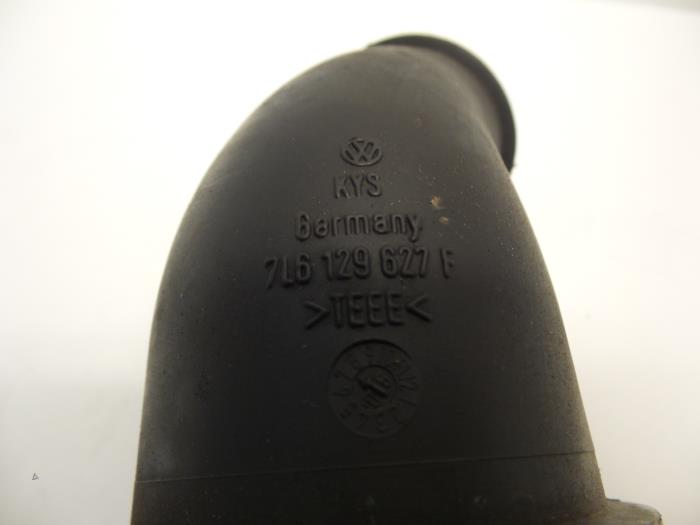 KYS
Germany
7L6 129 627 F
>TEEE<